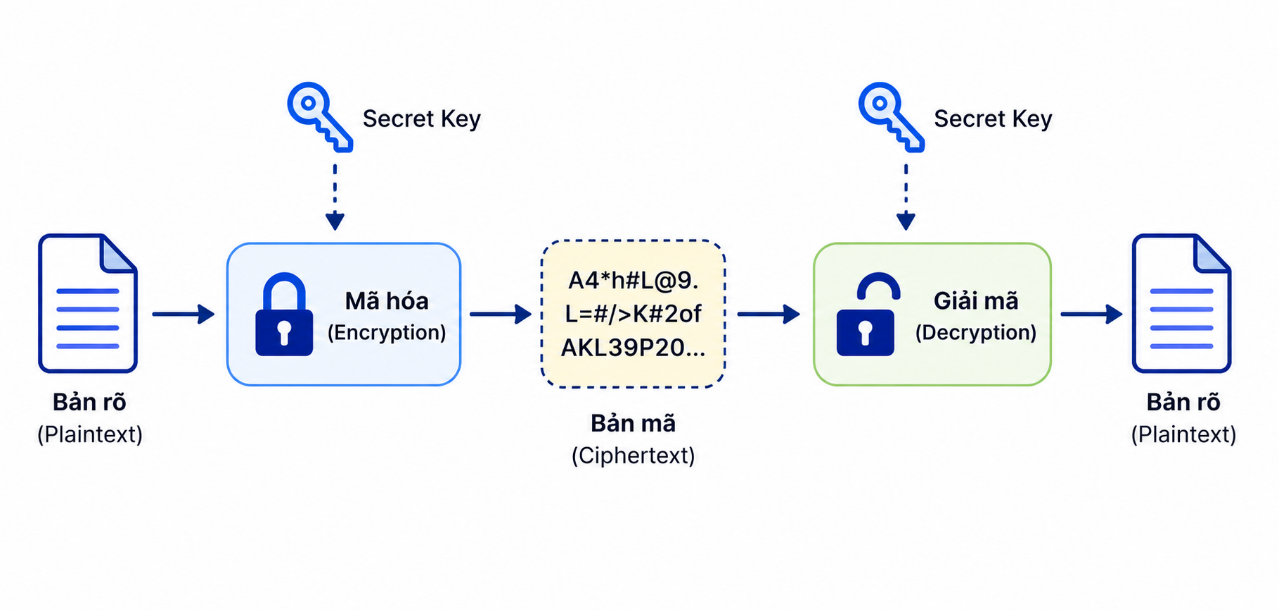 Secret Key
Secret Key
Bản rõ
(Plaintext)
Mã hóa
(Encryption)
A4*h#L@9.
L=#/>K#2of
AKL39P20...
Bản mã
(Ciphertext)
Giải mã
(Decryption)
Bản rõ
(Plaintext)